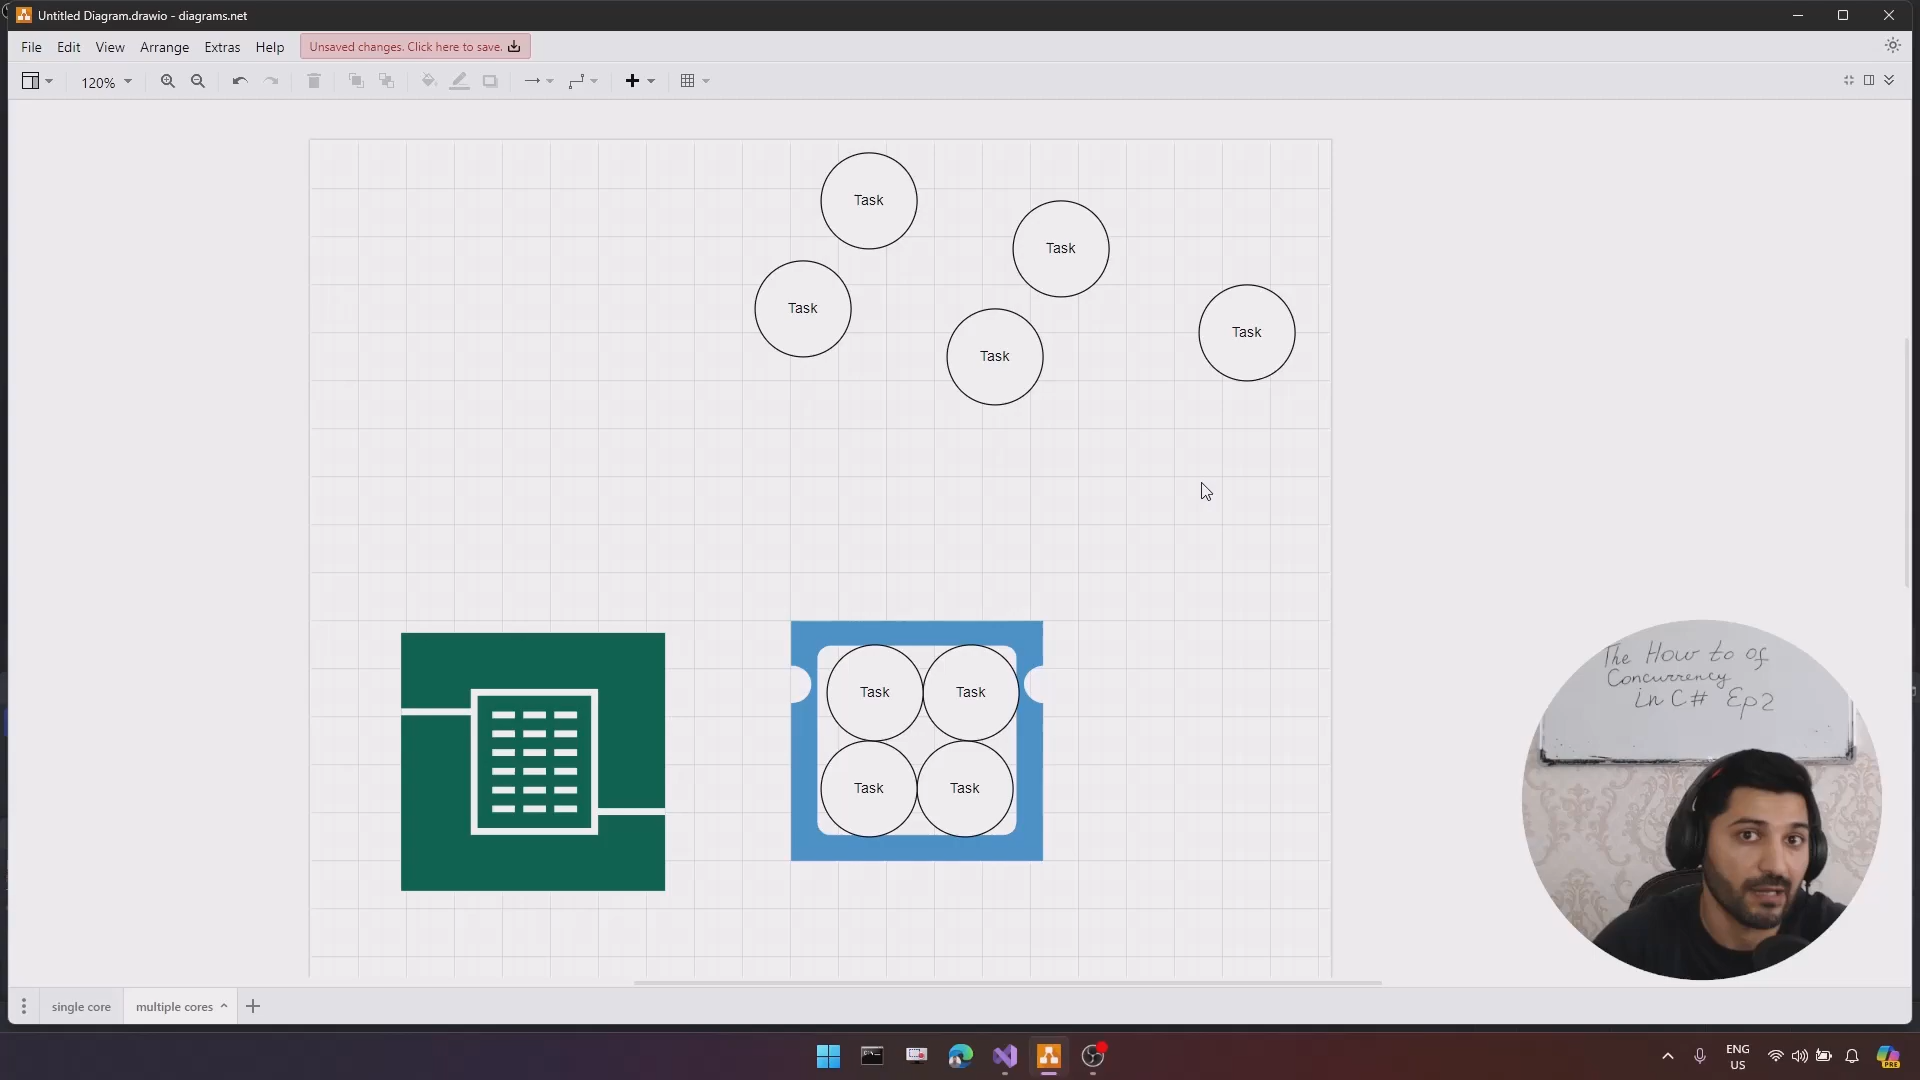 Untitled Diagram.drawio - diagrams.net
File Edit View Arrange Extras Help Unsaved changes. Click here to save.
120%
Task
Task
Task
Task
Task
Task Task
Task Task
The How to of
Concurrency
in C# Ep2
single core multiple cores
ENG
US
PRE